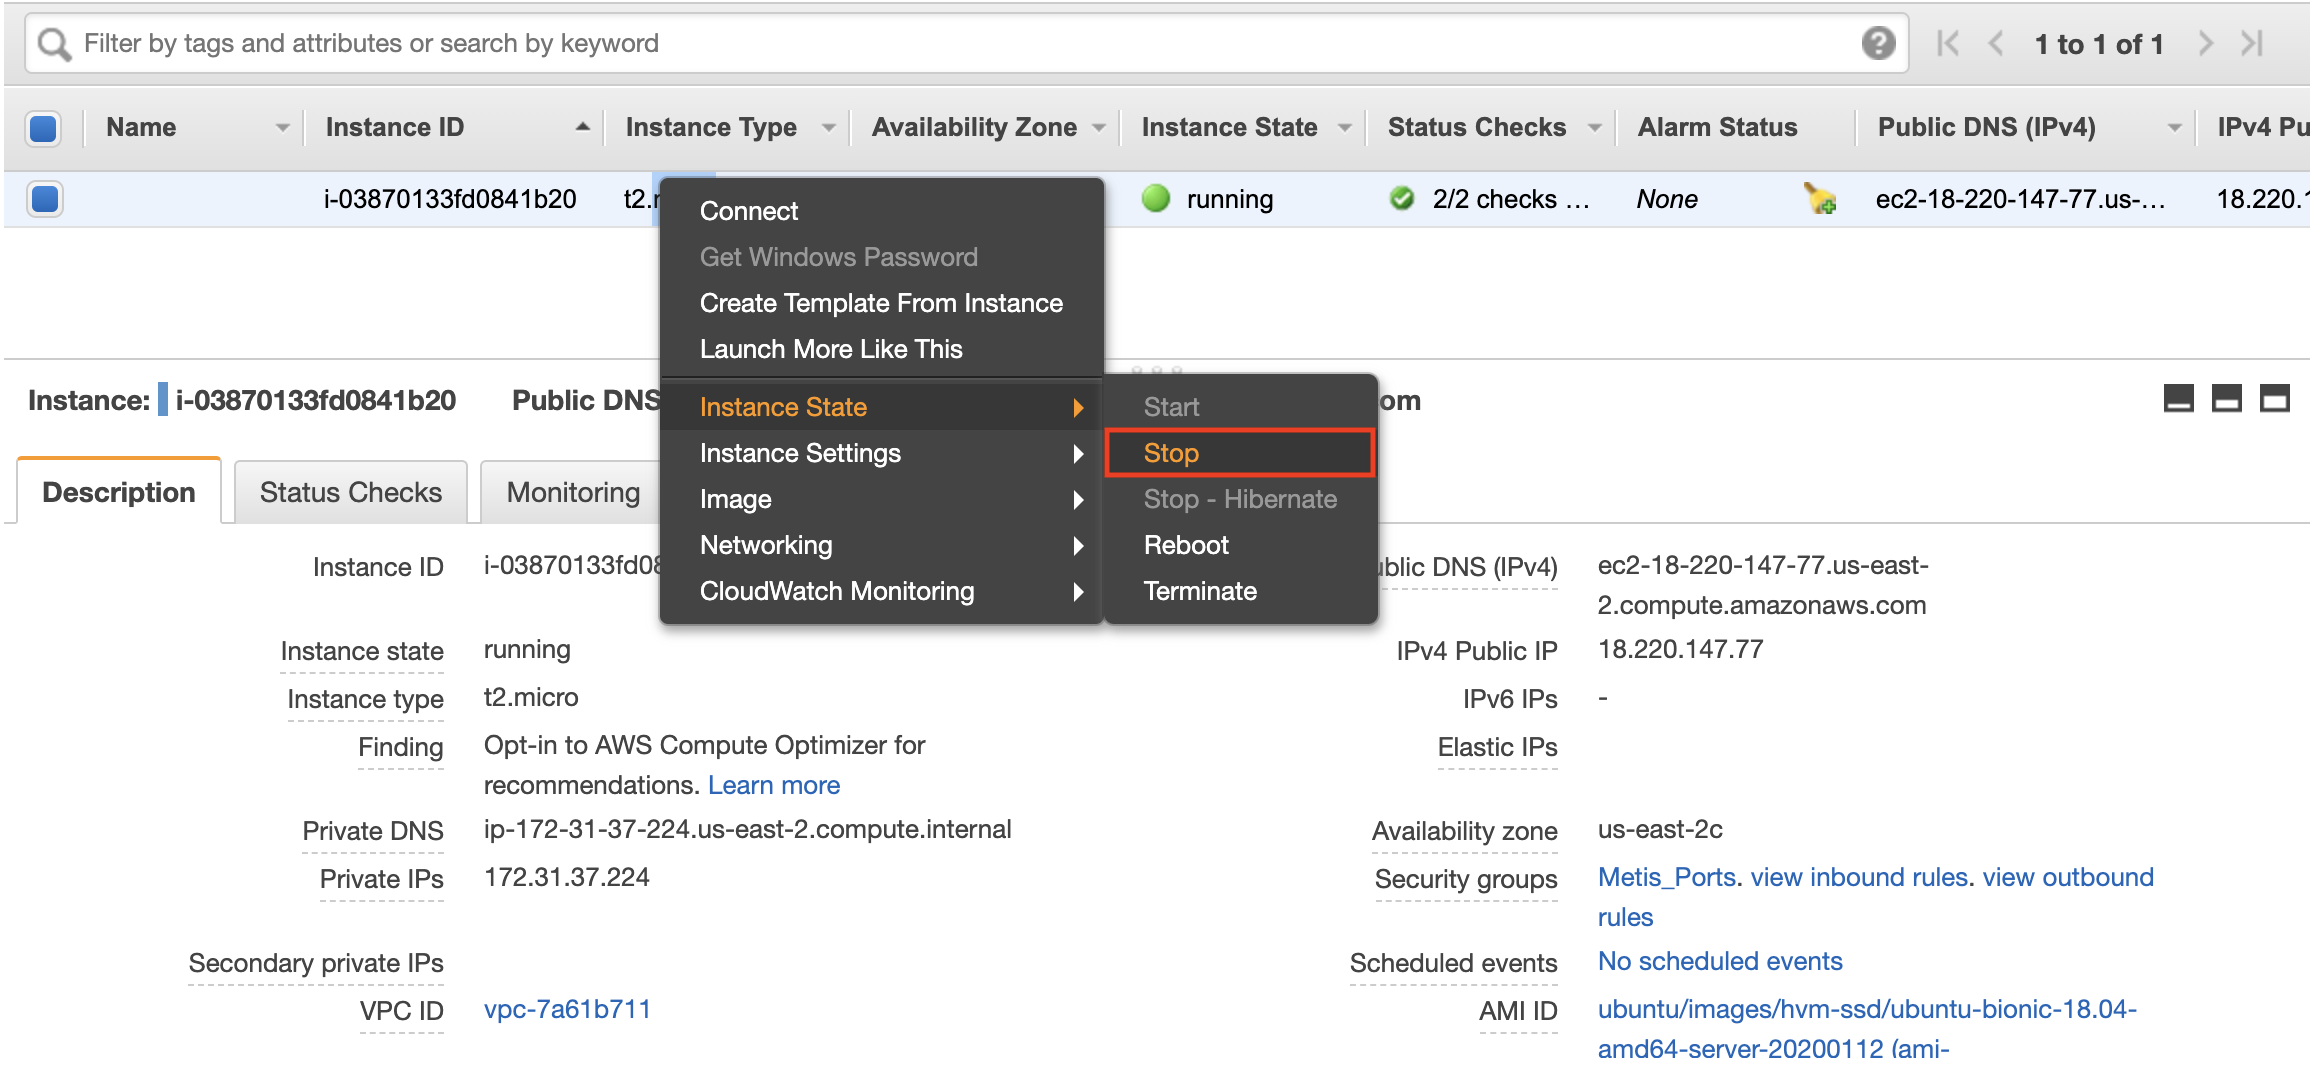 Filter by tags and attributes or search by keyword
1 to 1 of 1
Name Instance ID Instance Type Availability Zone Instance State Status Checks Alarm Status Public DNS (IPv4) IPv4 Pu
i-03870133fd0841b20 t2. running 2/2 checks ... None ec2-18-220-147-77.us-... 18.220.1
Connect
Get Windows Password
Create Template From Instance
Launch More Like This
Instance State
Instance Settings
Image
Networking
CloudWatch Monitoring
Start
Stop
Stop - Hibernate
Reboot
Terminate
Instance: i-03870133fd0841b20 Public DNS om
Description Status Checks Monitoring
Instance ID i-03870133fd08
Instance state running
Instance type t2.micro
Finding Opt-in to AWS Compute Optimizer for
recommendations. Learn more
Private DNS ip-172-31-37-224.us-east-2.compute.internal
Private IPs 172.31.37.224
Secondary private IPs
VPC ID vpc-7a61b711
ublic DNS (IPv4) ec2-18-220-147-77.us-east-
2.compute.amazonaws.com
IPv4 Public IP 18.220.147.77
IPv6 IPs -
Elastic IPs
Availability zone us-east-2c
Security groups Metis_Ports. view inbound rules. view outbound
rules
Scheduled events No scheduled events
AMI ID ubuntu/images/hvm-ssd/ubuntu-bionic-18.04-
amd64-server-20200112 (ami-